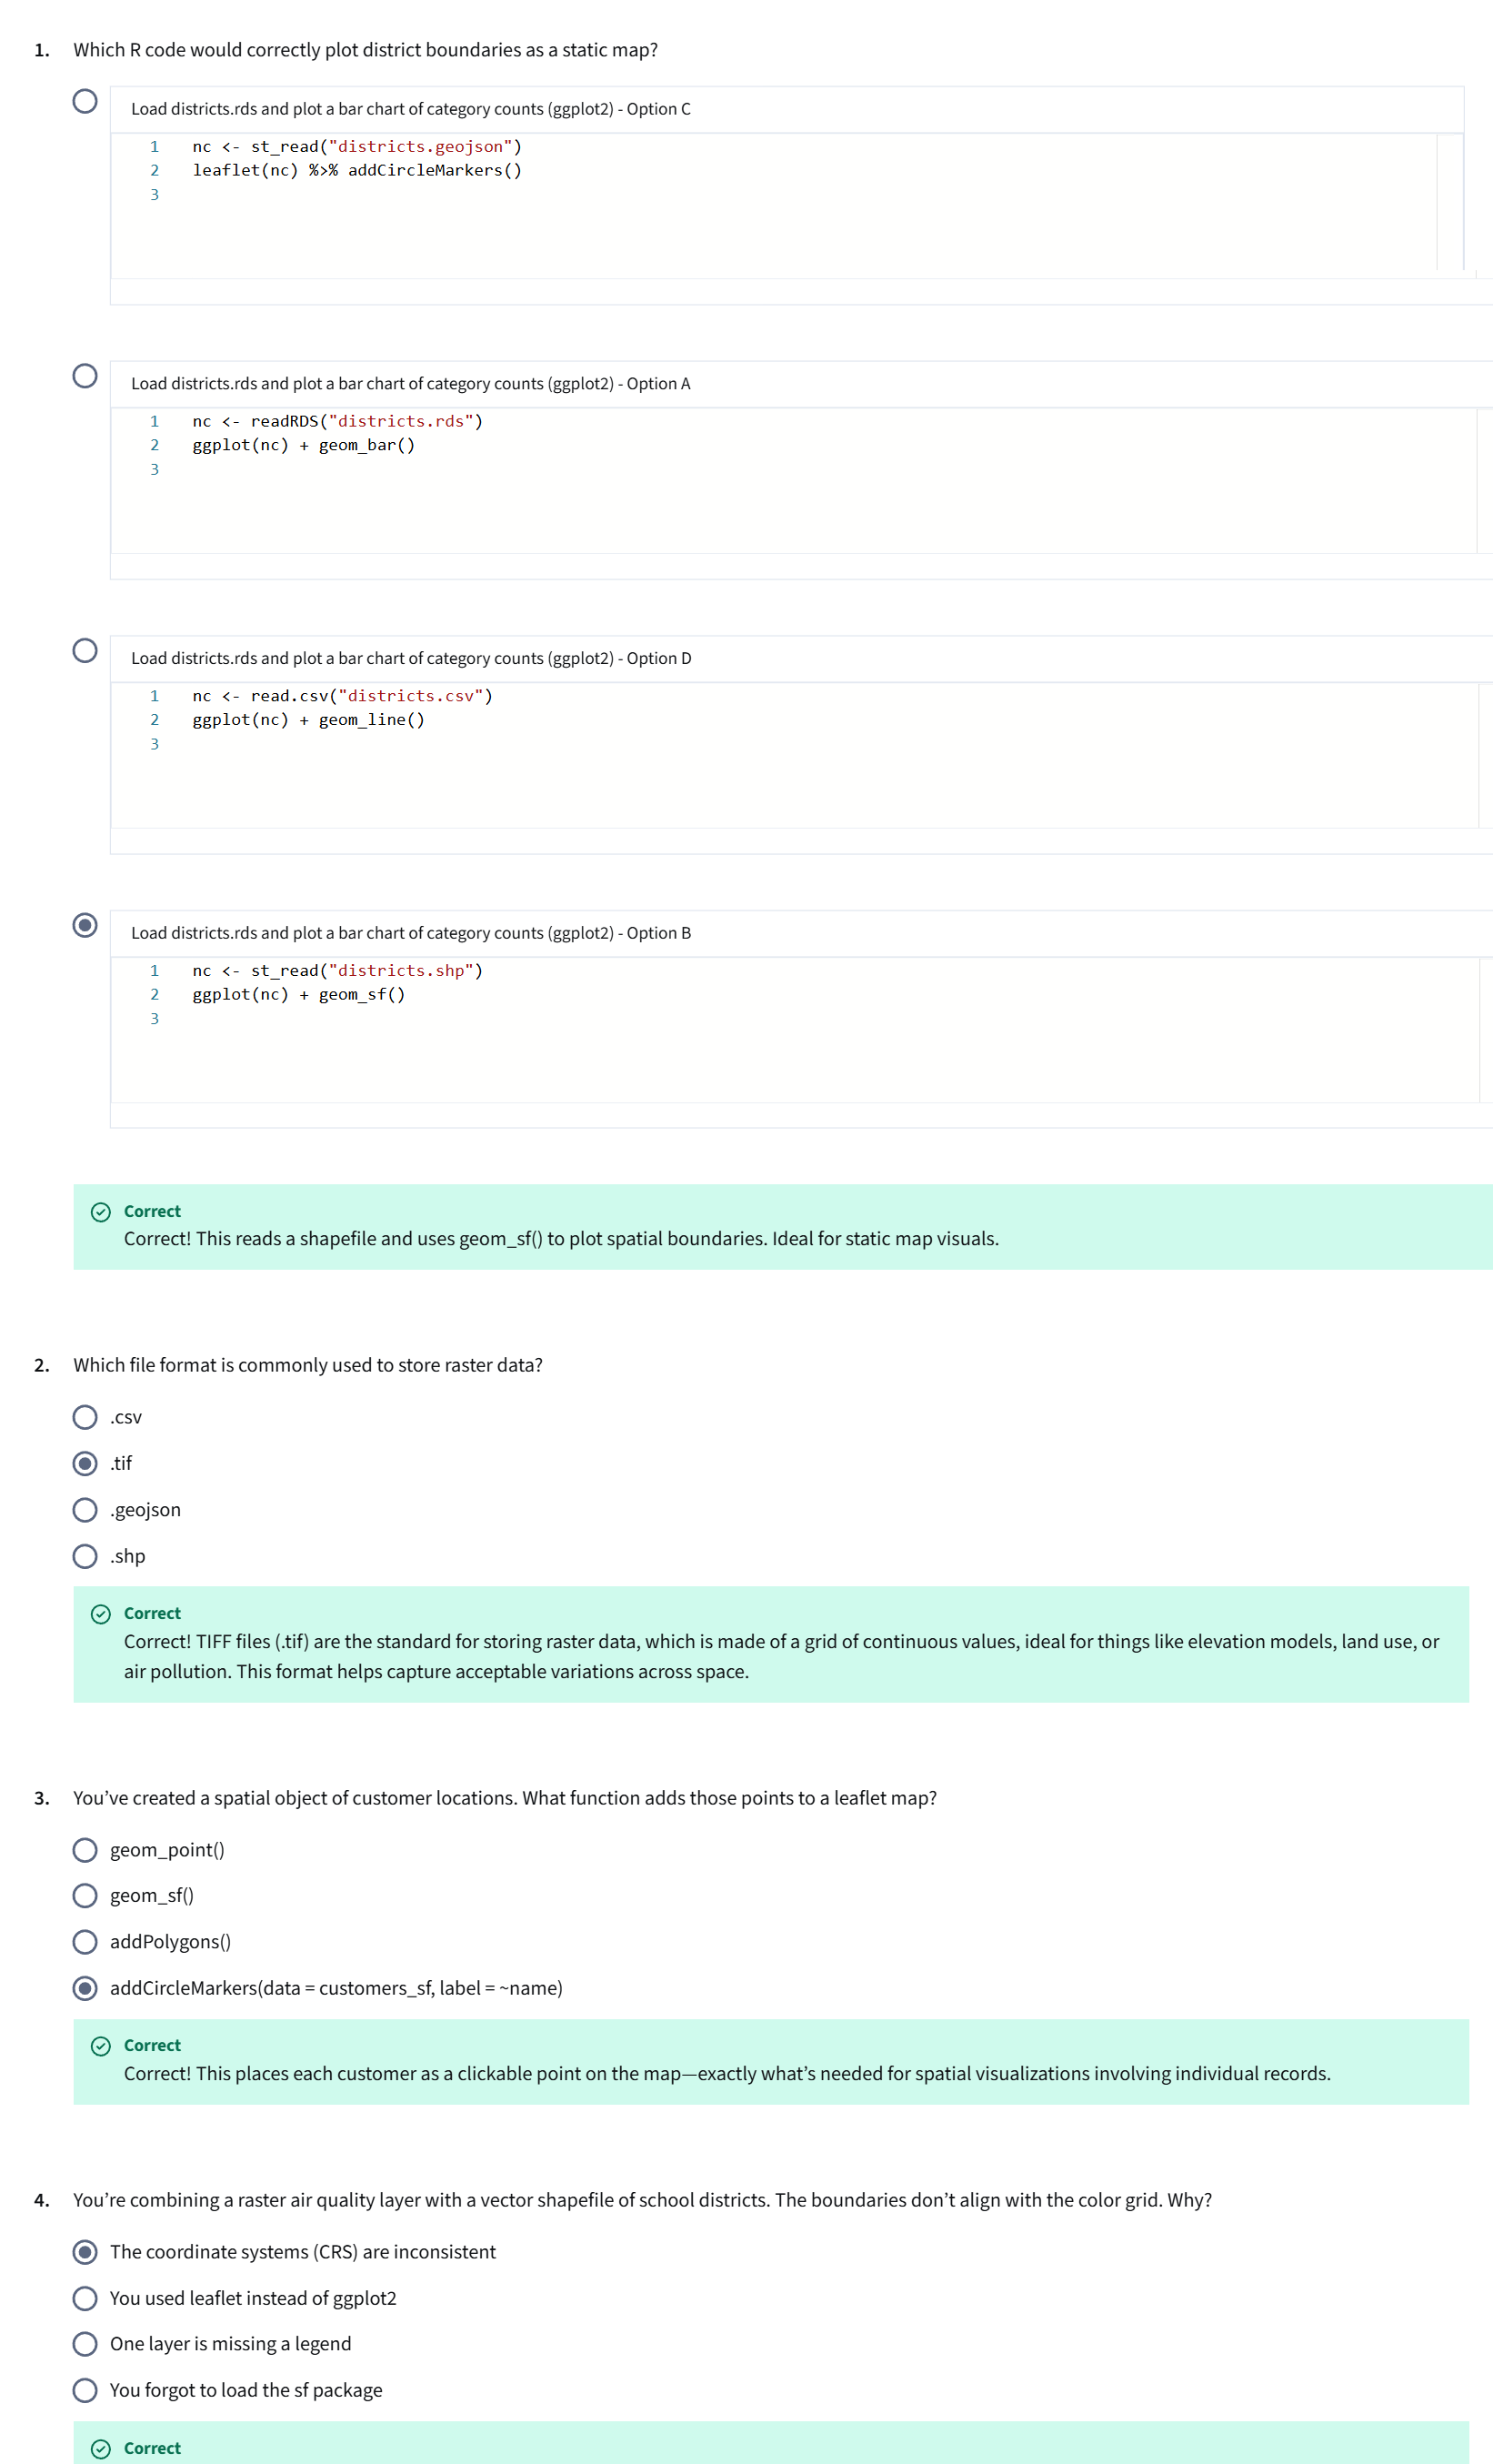 1. Which R code would correctly plot district boundaries as a static map?
Load districts.rds and plot a bar chart of category counts (ggplot2) - Option C
1 nc <- st_read("districts.geojson")
2 leaflet(nc) %>% addCircleMarkers()
3
Load districts.rds and plot a bar chart of category counts (ggplot2) - Option A
1 nc <- readRDS("districts.rds")
2 ggplot(nc) + geom_bar()
3
Load districts.rds and plot a bar chart of category counts (ggplot2) - Option D
1 nc <- read.csv("districts.csv")
2 ggplot(nc) + geom_line()
3
Load districts.rds and plot a bar chart of category counts (ggplot2) - Option B
1 nc <- st_read("districts.shp")
2 ggplot(nc) + geom_sf()
3
Correct
Correct! This reads a shapefile and uses geom_sf() to plot spatial boundaries. Ideal for static map visuals.
2. Which file format is commonly used to store raster data?
.csv
.tif
.geojson
.shp
Correct
Correct! TIFF files (.tif) are the standard for storing raster data, which is made of a grid of continuous values, ideal for things like elevation models, land use, or
air pollution. This format helps capture acceptable variations across space.
3. You’ve created a spatial object of customer locations. What function adds those points to a leaflet map?
geom_point()
geom_sf()
addPolygons()
addCircleMarkers(data = customers_sf, label = ~name)
Correct
Correct! This places each customer as a clickable point on the map—exactly what’s needed for spatial visualizations involving individual records.
4. You’re combining a raster air quality layer with a vector shapefile of school districts. The boundaries don’t align with the color grid. Why?
The coordinate systems (CRS) are inconsistent
You used leaflet instead of ggplot2
One layer is missing a legend
You forgot to load the sf package
Correct